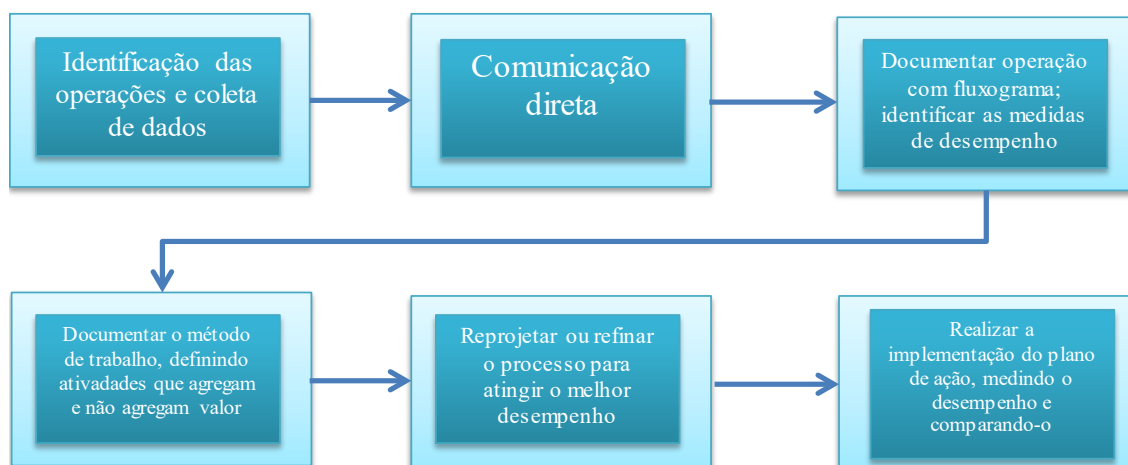 Identificação das
operações e coleta
de dados
Comunicação
direta
Documentar operação
com fluxograma;
identificar as medidas
de desempenho
Documentar o método
de trabalho, definindo
ativadades que agregam
e não agregam valor
Reprojetar ou refinar
o processo para
atingir o melhor
desempenho
Realizar a
implementação do plano
de ação, medindo o
desempenho e
comparando-o